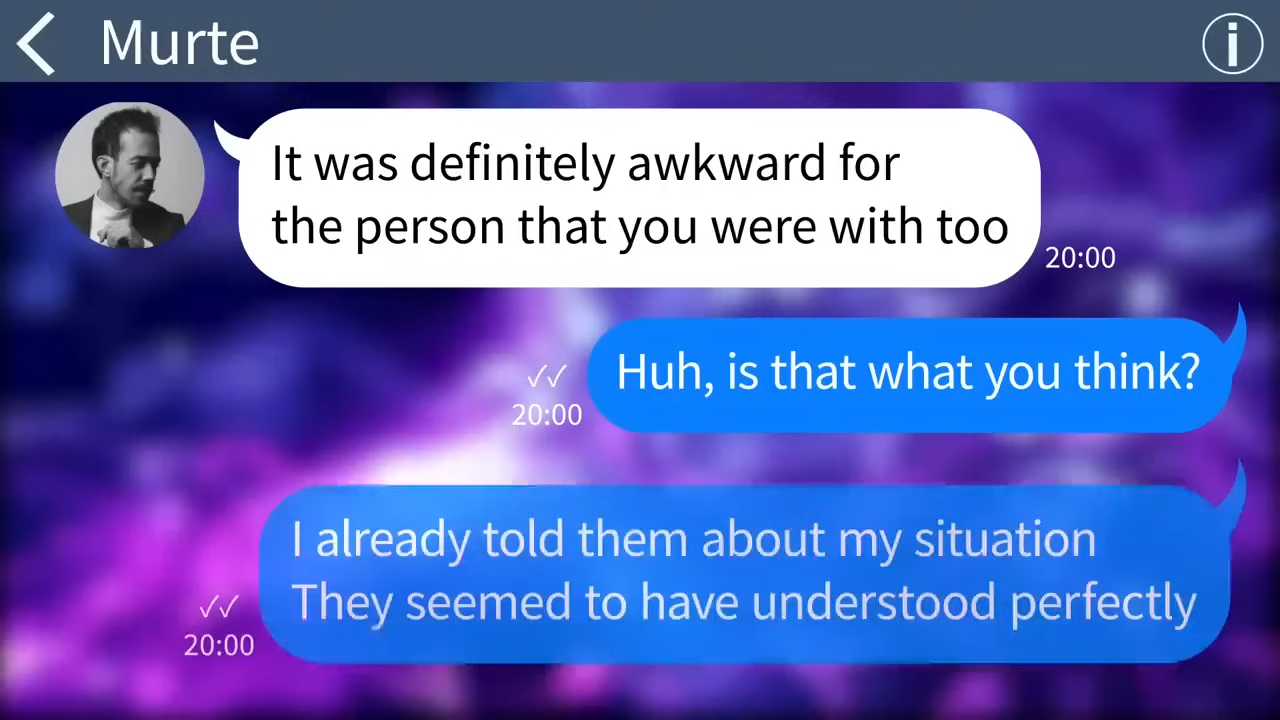 Murte
i
It was definitely awkward for
the person that you were with too
20:00
Huh, is that what you think?
20:00
I already told them about my situation
They seemed to have understood perfectly
20:00